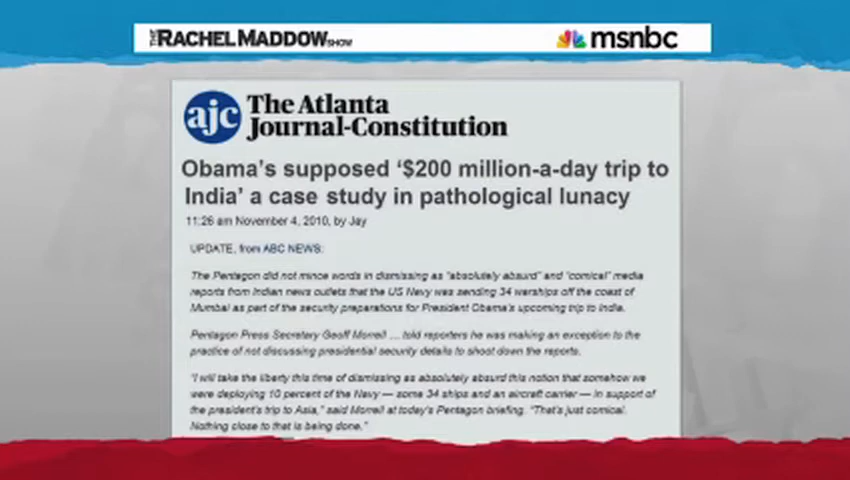 THE RACHEL MADDOW SHOW
msnbc
ajc The Atlanta
Journal-Constitution
Obama's supposed '$200 million-a-day trip to
India' a case study in pathological lunacy
11:26 am November 4, 2010, by Jay
UPDATE, from ABC NEWS:
The Pentagon did not mince words in dismissing as "absolutely absurd" and "comical" media
reports from Indian news outlets that the US Navy was sending 34 warships off the coast of
Mumbai as part of the security preparations for President Obama's upcoming trip to India.
Pentagon Press Secretary Geoff Morrell ... told reporters he was making an exception to the
practice of not discussing presidential security details to shoot down the reports.
"I will take the liberty this time of dismissing as absolutely absurd this notion that somehow we
were deploying 10 percent of the Navy — some 34 ships and an aircraft carrier — in support of
the president's trip to Asia," said Morrell at today's Pentagon briefing. "That's just comical.
Nothing close to that is being done."